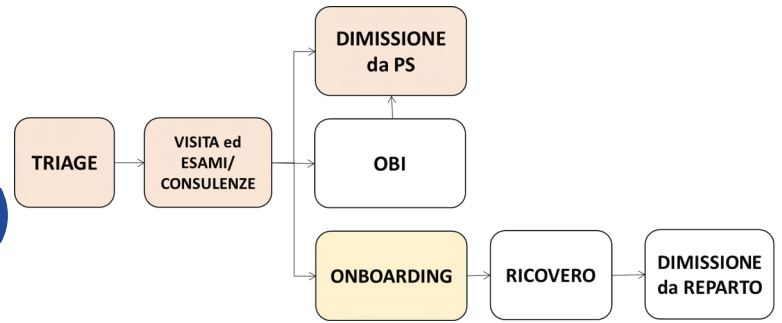 DIMISSIONE
da PS
TRIAGE
VISITA ed
ESAMI/
CONSULENZE
OBI
ONBOARDING
RICOVERO
DIMISSIONE
da REPARTO